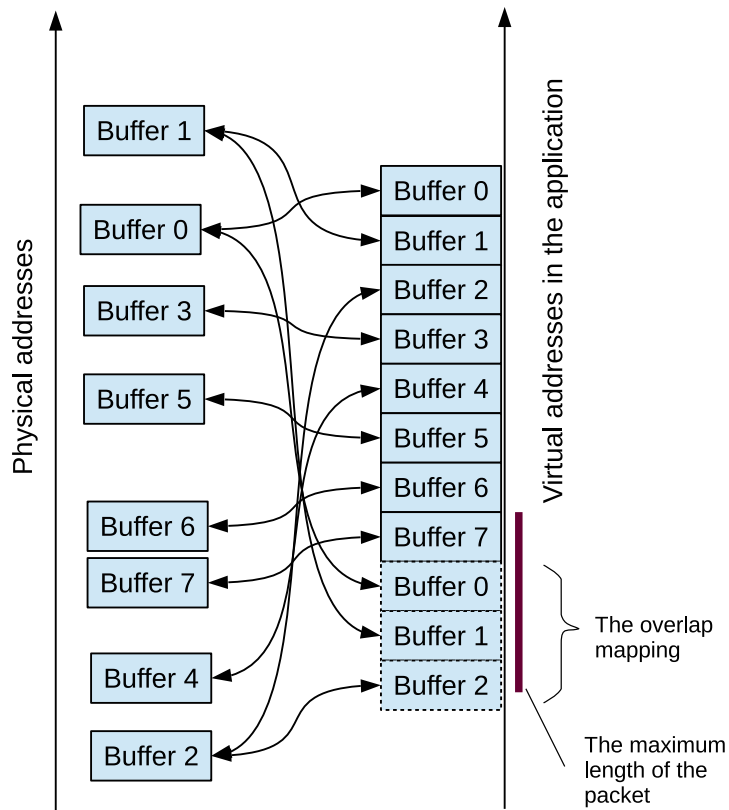 Physical addresses
Buffer 1
Buffer 0
Buffer 3
Buffer 5
Buffer 6
Buffer 7
Buffer 4
Buffer 2
Buffer 0
Buffer 1
Buffer 2
Buffer 3
Buffer 4
Buffer 5
Buffer 6
Buffer 7
Buffer 0
Buffer 1
Buffer 2
Virtual addresses in the application
The overlap
mapping
The maximum
length of the
packet